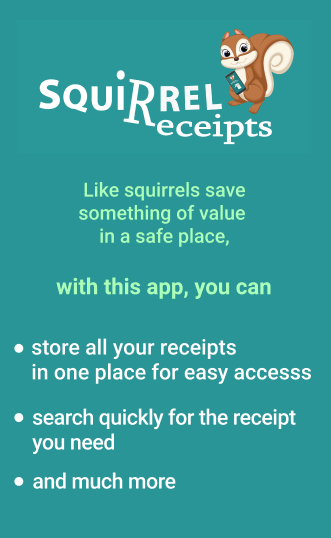 SQUIRREL
Receipts
Like squirrels save
something of value
in a safe place,
with this app, you can
• store all your receipts
in one place for easy accesss
• search quickly for the receipt
you need
• and much more